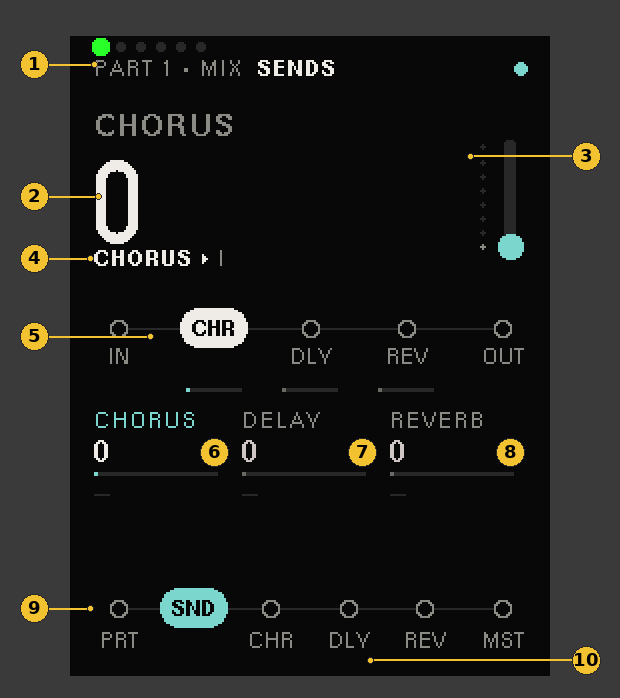 1 PART 1 · MIX SENDS
CHORUS
3
2 0
4 CHORUS
CHR
5 IN DLY REV OUT
CHORUS DELAY REVERB
0 6 0 7 0 8
9 SND
PRT CHR DLY REV MST
10